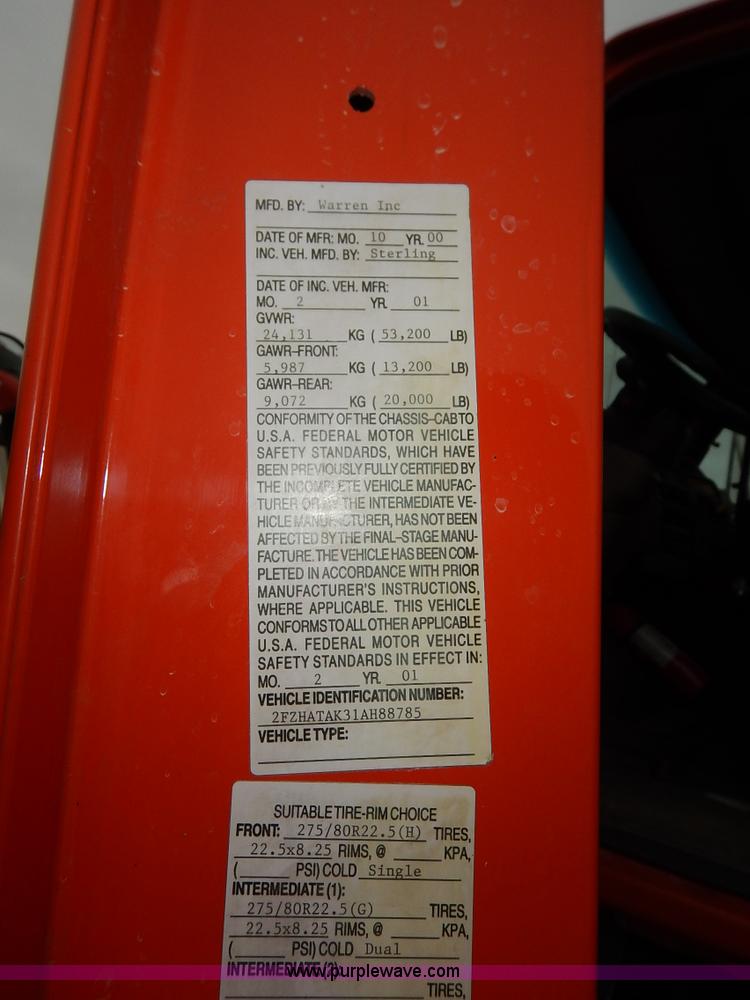 MFD. BY: Warren Inc
DATE OF MFR: MO. 10 YR. 00
INC. VEH. MFD. BY: Sterling
DATE OF INC. VEH. MFR:
MO. 2 YR. 01
GVWR:
24,131 KG ( 53,200 LB)
GAWR-FRONT:
5,987 KG ( 13,200 LB)
GAWR-REAR:
9,072 KG ( 20,000 LB)
CONFORMITY OF THE CHASSIS-CAB TO
U.S.A. FEDERAL MOTOR VEHICLE
SAFETY STANDARDS, WHICH HAVE
BEEN PREVIOUSLY FULLY CERTIFIED BY
THE INCOMPLETE VEHICLE MANUFAC-
TURER OR BY THE INTERMEDIATE VE-
HICLE MANUFACTURER, HAS NOT BEEN
AFFECTED BY THE FINAL-STAGE MANU-
FACTURE. THE VEHICLE HAS BEEN COM-
PLETED IN ACCORDANCE WITH PRIOR
MANUFACTURER'S INSTRUCTIONS,
WHERE APPLICABLE. THIS VEHICLE
CONFORMS TO ALL OTHER APPLICABLE
U.S.A. FEDERAL MOTOR VEHICLE
SAFETY STANDARDS IN EFFECT IN:
MO. 2 YR. 01
VEHICLE IDENTIFICATION NUMBER:
2FZHATAK31AH88785
VEHICLE TYPE:
SUITABLE TIRE-RIM CHOICE
FRONT: 275/80R22.5(H) TIRES,
22.5x8.25 RIMS, @ KPA,
( PSI) COLD Single
INTERMEDIATE (1):
275/80R22.5(G) TIRES,
22.5x8.25 RIMS, @ KPA,
( PSI) COLD Dual
INTERMEDIATE (2):
www.purplewave.com
TIRES,